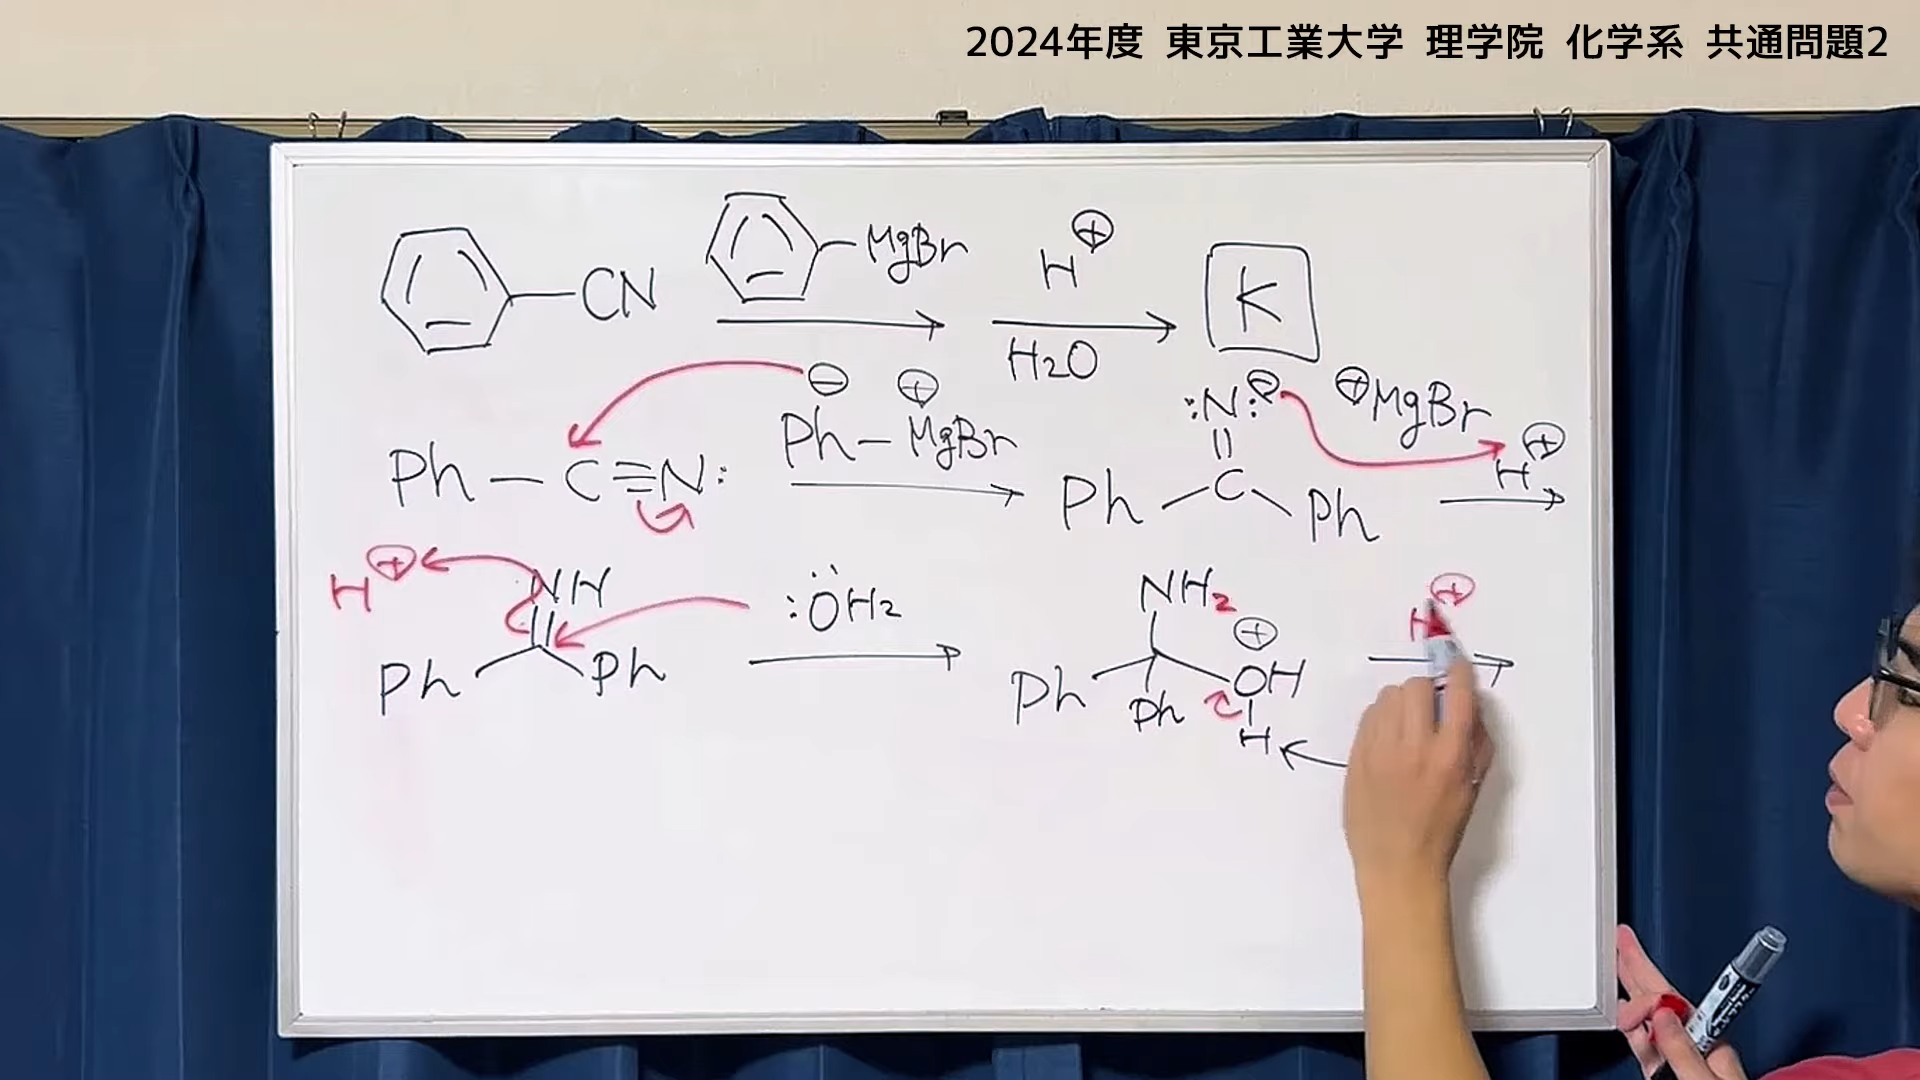 2024年度 東京工業大学 理学院 化学系 共通問題2
CN
MgBr
H⊕
H2O
K
Ph-C≡N:
⊖ ⊕
Ph-MgBr
:N:⊖ ⊕MgBr
Ph C Ph
H⊕
H⊕
NH
Ph Ph
:ÖH2
NH2
⊕
Ph Ph OH
H
H⊕